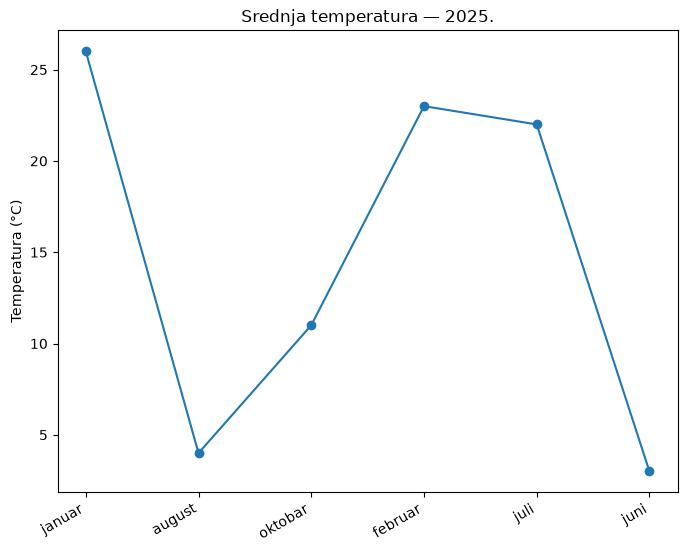 Srednja temperatura — 2025.
Temperatura (°C)
25
20
15
10
5
januar
august
oktobar
februar
juli
juni